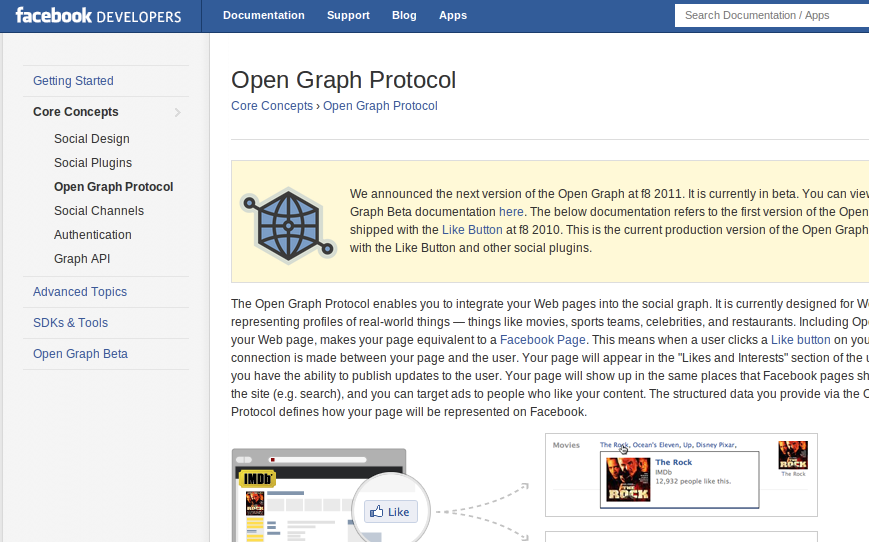 facebook DEVELOPERS
Documentation Support Blog Apps
Search Documentation / Apps
Getting Started
Core Concepts
Social Design
Social Plugins
Open Graph Protocol
Social Channels
Authentication
Graph API
Advanced Topics
SDKs & Tools
Open Graph Beta
Open Graph Protocol
Core Concepts › Open Graph Protocol
We announced the next version of the Open Graph at f8 2011. It is currently in beta. You can view
Graph Beta documentation here. The below documentation refers to the first version of the Open
shipped with the Like Button at f8 2010. This is the current production version of the Open Graph
with the Like Button and other social plugins.
The Open Graph Protocol enables you to integrate your Web pages into the social graph. It is currently designed for W
representing profiles of real-world things — things like movies, sports teams, celebrities, and restaurants. Including Op
your Web page, makes your page equivalent to a Facebook Page. This means when a user clicks a Like button on you
connection is made between your page and the user. Your page will appear in the "Likes and Interests" section of the u
you have the ability to publish updates to the user. Your page will show up in the same places that Facebook pages sh
the site (e.g. search), and you can target ads to people who like your content. The structured data you provide via the O
Protocol defines how your page will be represented on Facebook.
IMDb
Like
Movies
The Rock, Ocean's Eleven, Up, Disney Pixar,
The Rock
IMDb
12,932 people like this.
THE ROCK
THE ROCK
The Rock